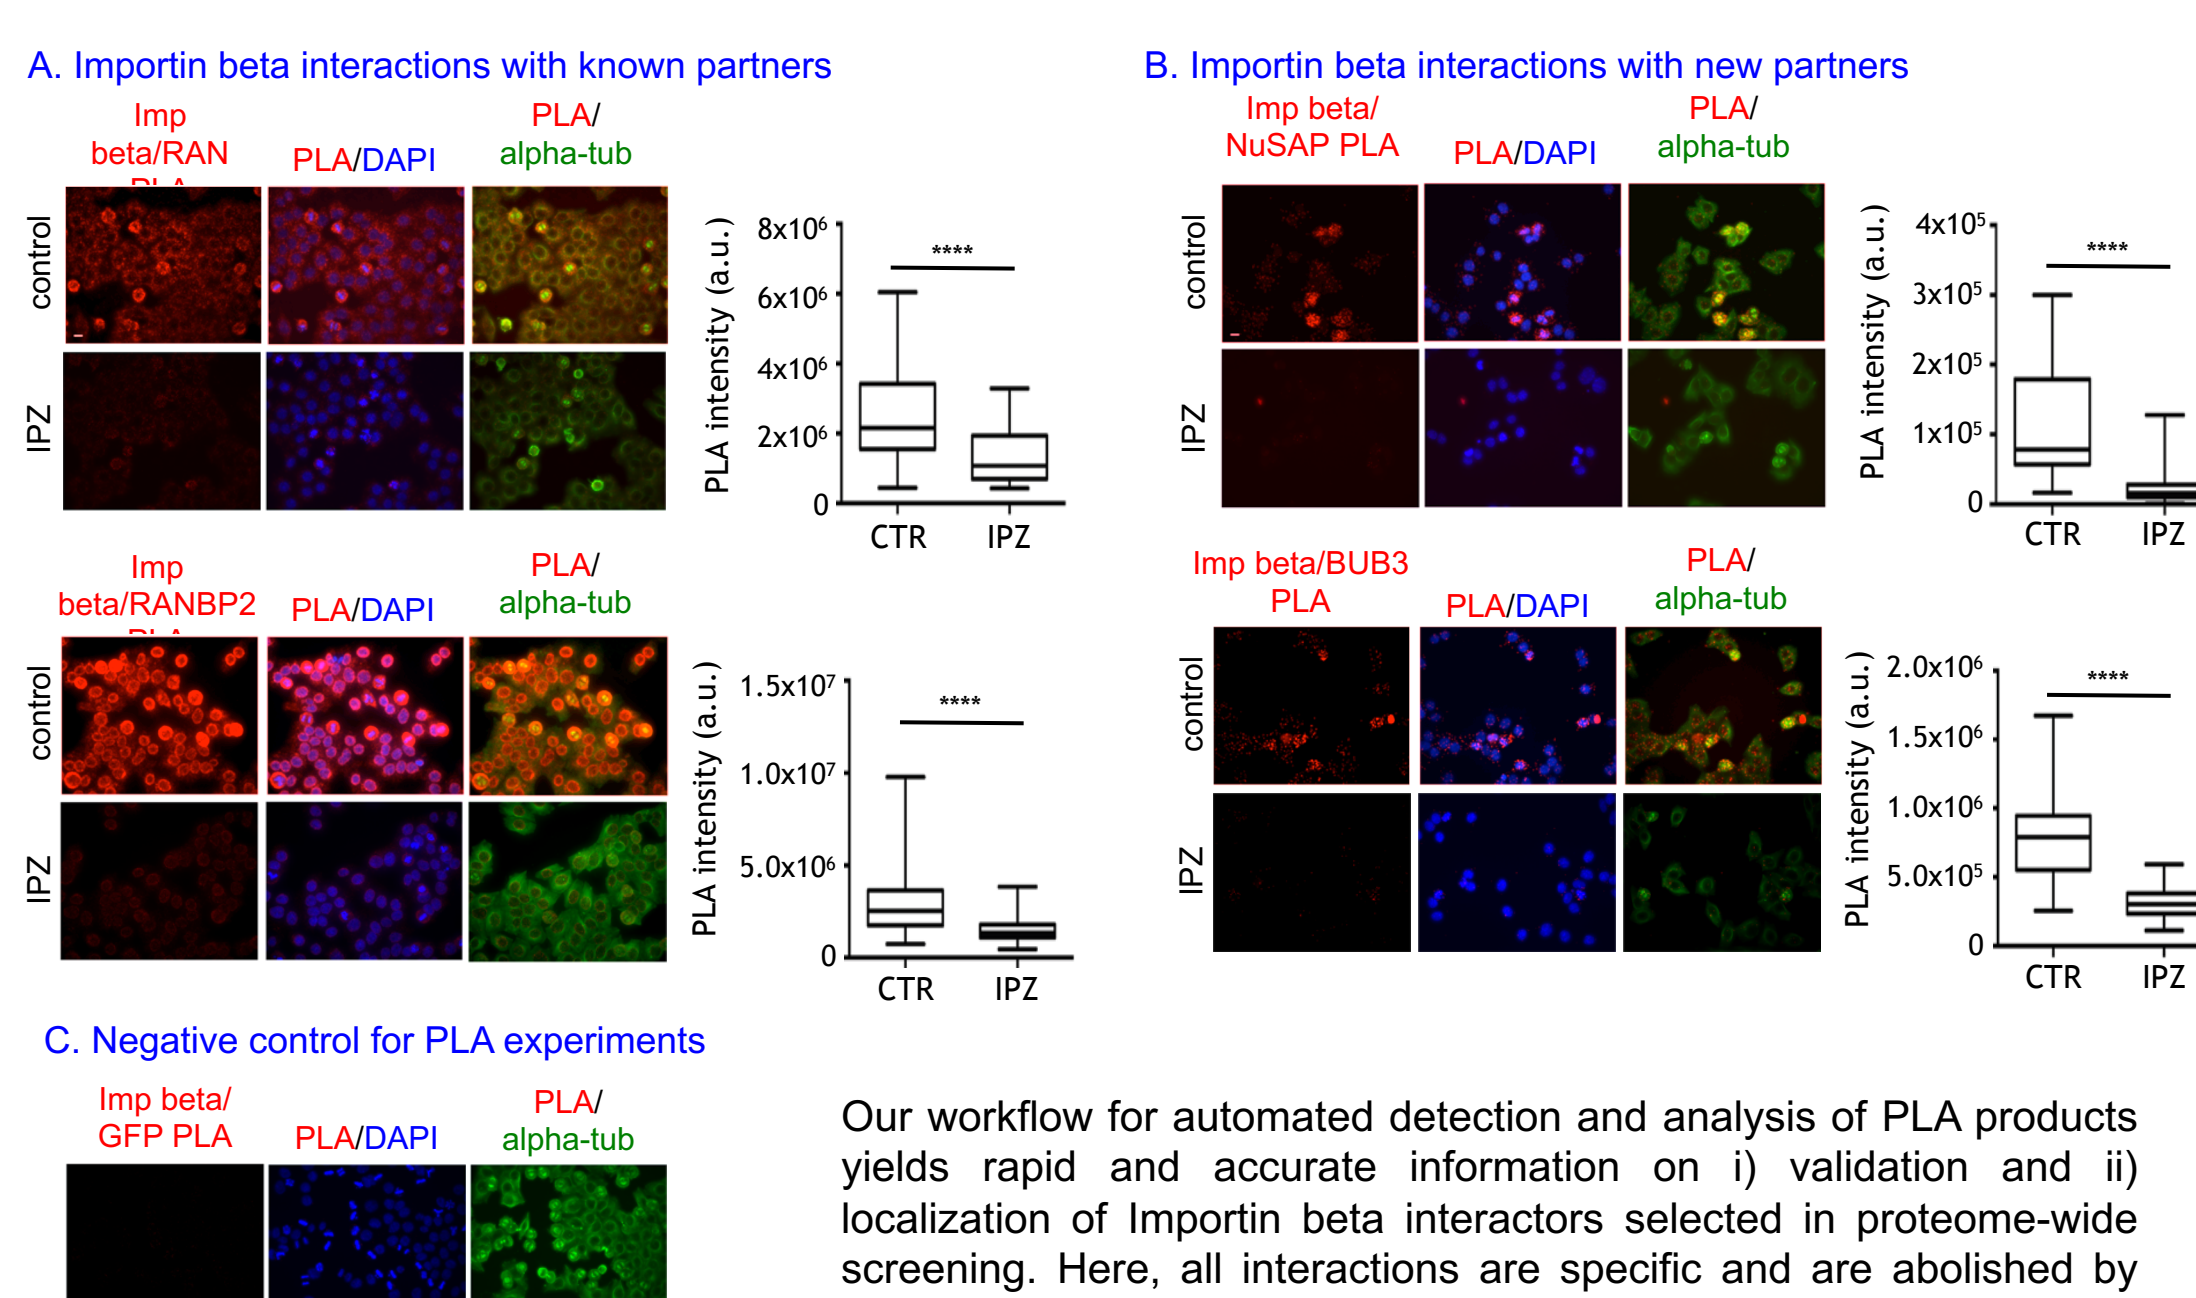 A. Importin beta interactions with known partners
Imp
beta/RAN
PLA
PLA/DAPI
PLA/
alpha-tub
control
IPZ
PLA intensity (a.u.)
8x10⁶
6x10⁶
4x10⁶
2x10⁶
0
****
CTR
IPZ
Imp
beta/RANBP2
PLA
PLA/DAPI
PLA/
alpha-tub
control
IPZ
PLA intensity (a.u.)
1.5x10⁷
1.0x10⁷
5.0x10⁶
0
****
CTR
IPZ
B. Importin beta interactions with new partners
Imp beta/
NuSAP PLA
PLA/DAPI
PLA/
alpha-tub
control
IPZ
PLA intensity (a.u.)
4x10⁵
3x10⁵
2x10⁵
1x10⁵
0
****
CTR
IPZ
Imp beta/BUB3
PLA
PLA/DAPI
PLA/
alpha-tub
control
IPZ
PLA intensity (a.u.)
2.0x10⁶
1.5x10⁶
1.0x10⁶
5.0x10⁵
0
****
CTR
IPZ
C. Negative control for PLA experiments
Imp beta/
GFP PLA
PLA/DAPI
PLA/
alpha-tub
Our workflow for automated detection and analysis of PLA products
yields rapid and accurate information on i) validation and ii)
localization of Importin beta interactors selected in proteome-wide
screening. Here, all interactions are specific and are abolished by